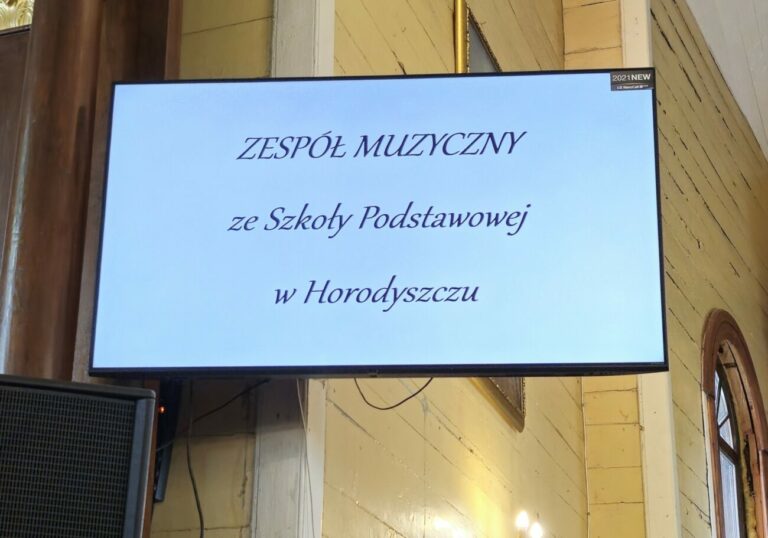 2021NEW
ZESPÓŁ MUZYCZNY
ze Szkoły Podstawowej
w Horodyszczu